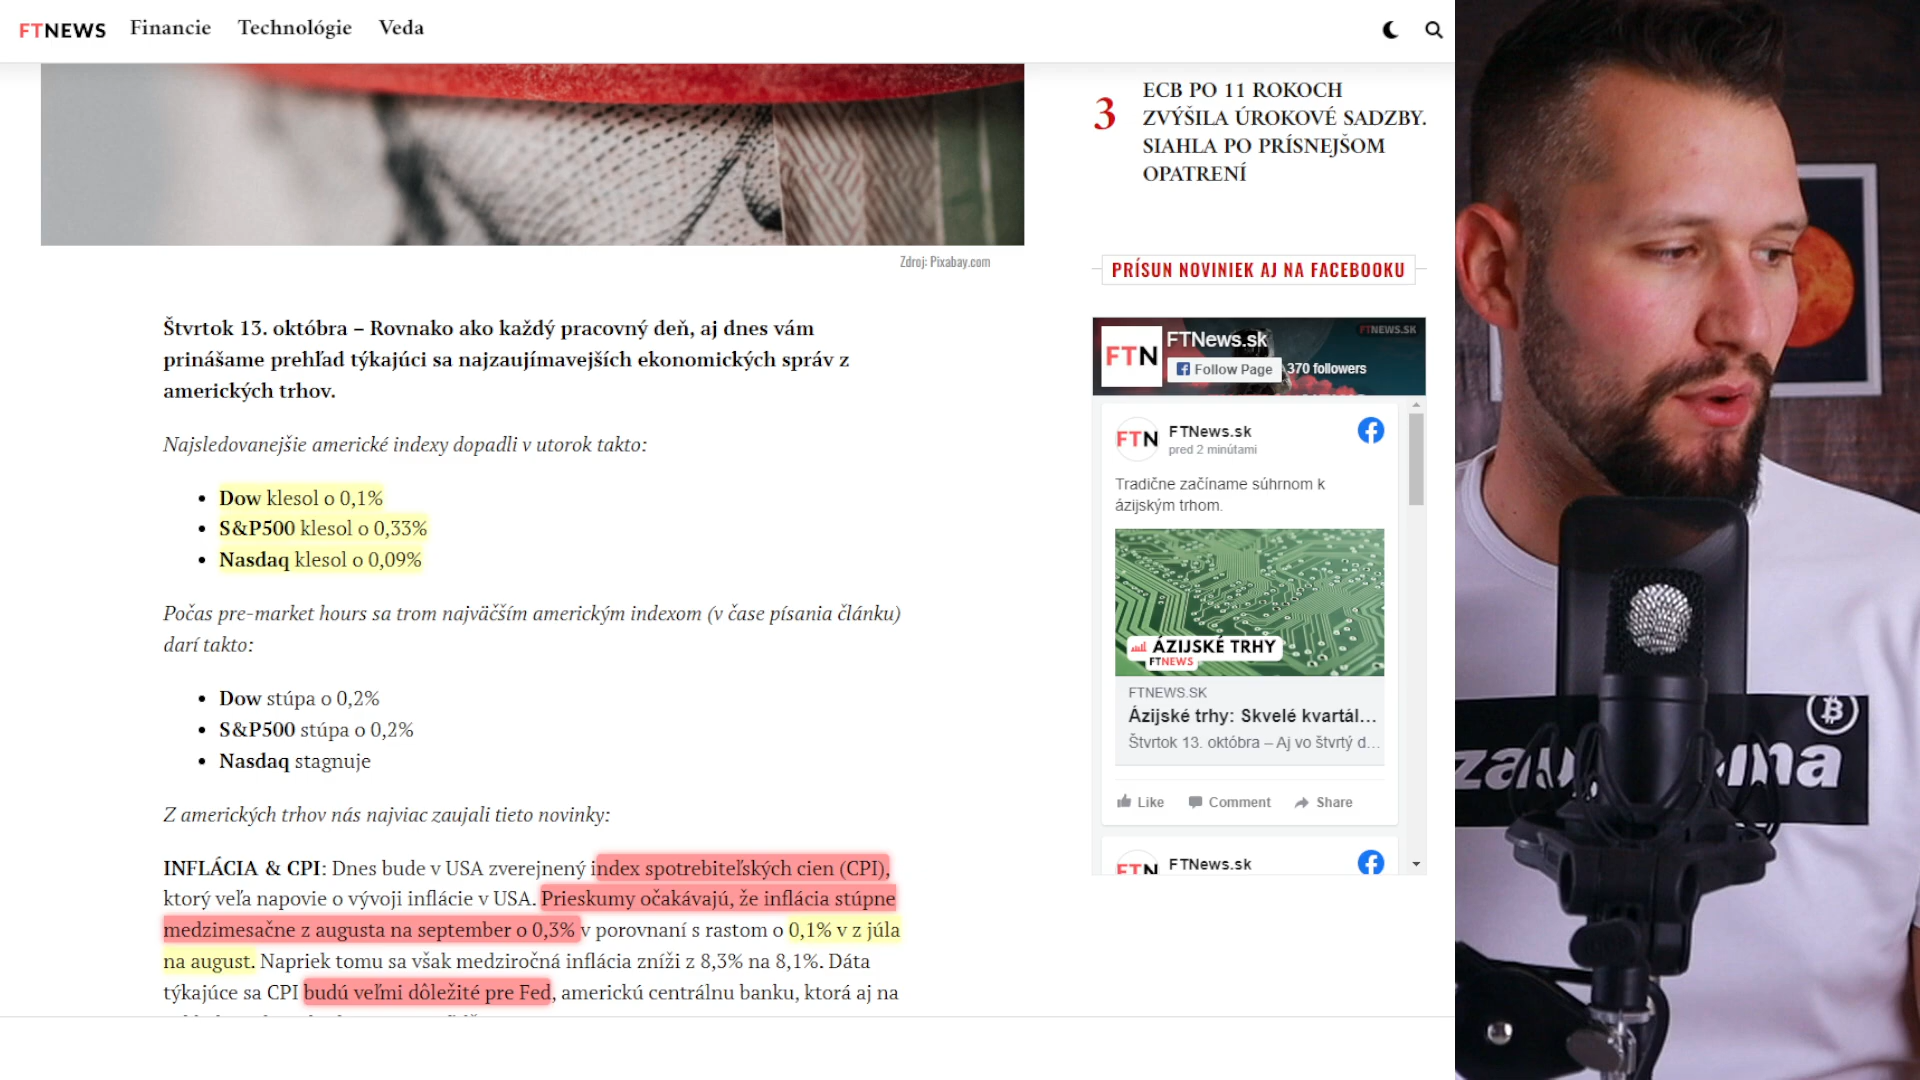 FTNEWS Financie Technológie Veda
Zdroj: Pixabay.com
Štvrtok 13. októbra – Rovnako ako každý pracovný deň, aj dnes vám
prinášame prehľad týkajúci sa najzaujímavejších ekonomických správ z
amerických trhov.
Najsledovanejšie americké indexy dopadli v utorok takto:
• Dow klesol o 0,1%
• S&P500 klesol o 0,33%
• Nasdaq klesol o 0,09%
Počas pre-market hours sa trom najväčším americkým indexom (v čase písania článku)
darí takto:
• Dow stúpa o 0,2%
• S&P500 stúpa o 0,2%
• Nasdaq stagnuje
Z amerických trhov nás najviac zaujali tieto novinky:
INFLÁCIA & CPI: Dnes bude v USA zverejnený index spotrebiteľských cien (CPI),
ktorý veľa napovie o vývoji inflácie v USA. Prieskumy očakávajú, že inflácia stúpne
medzimesačne z augusta na september o 0,3% v porovnaní s rastom o 0,1% v z júla
na august. Napriek tomu sa však medziročná inflácia zníži z 8,3% na 8,1%. Dáta
týkajúce sa CPI budú veľmi dôležité pre Fed, americkú centrálnu banku, ktorá aj na
3
ECB PO 11 ROKOCH
ZVÝŠILA ÚROKOVÉ SADZBY.
SIAHLA PO PRÍSNEJŠOM
OPATRENÍ
PRÍSUN NOVINIEK AJ NA FACEBOOKU
FTNEWS.SK
FTN
FTNews.sk
Follow Page 370 followers
FTN
FTNews.sk
pred 2 minútami
Tradične začíname súhrnom k
ázijským trhom.
ÁZIJSKÉ TRHY
FTNEWS
FTNEWS.SK
Ázijské trhy: Skvelé kvartál...
Štvrtok 13. októbra – Aj vo štvrtý d...
Like Comment Share
FTN
FTNews.sk